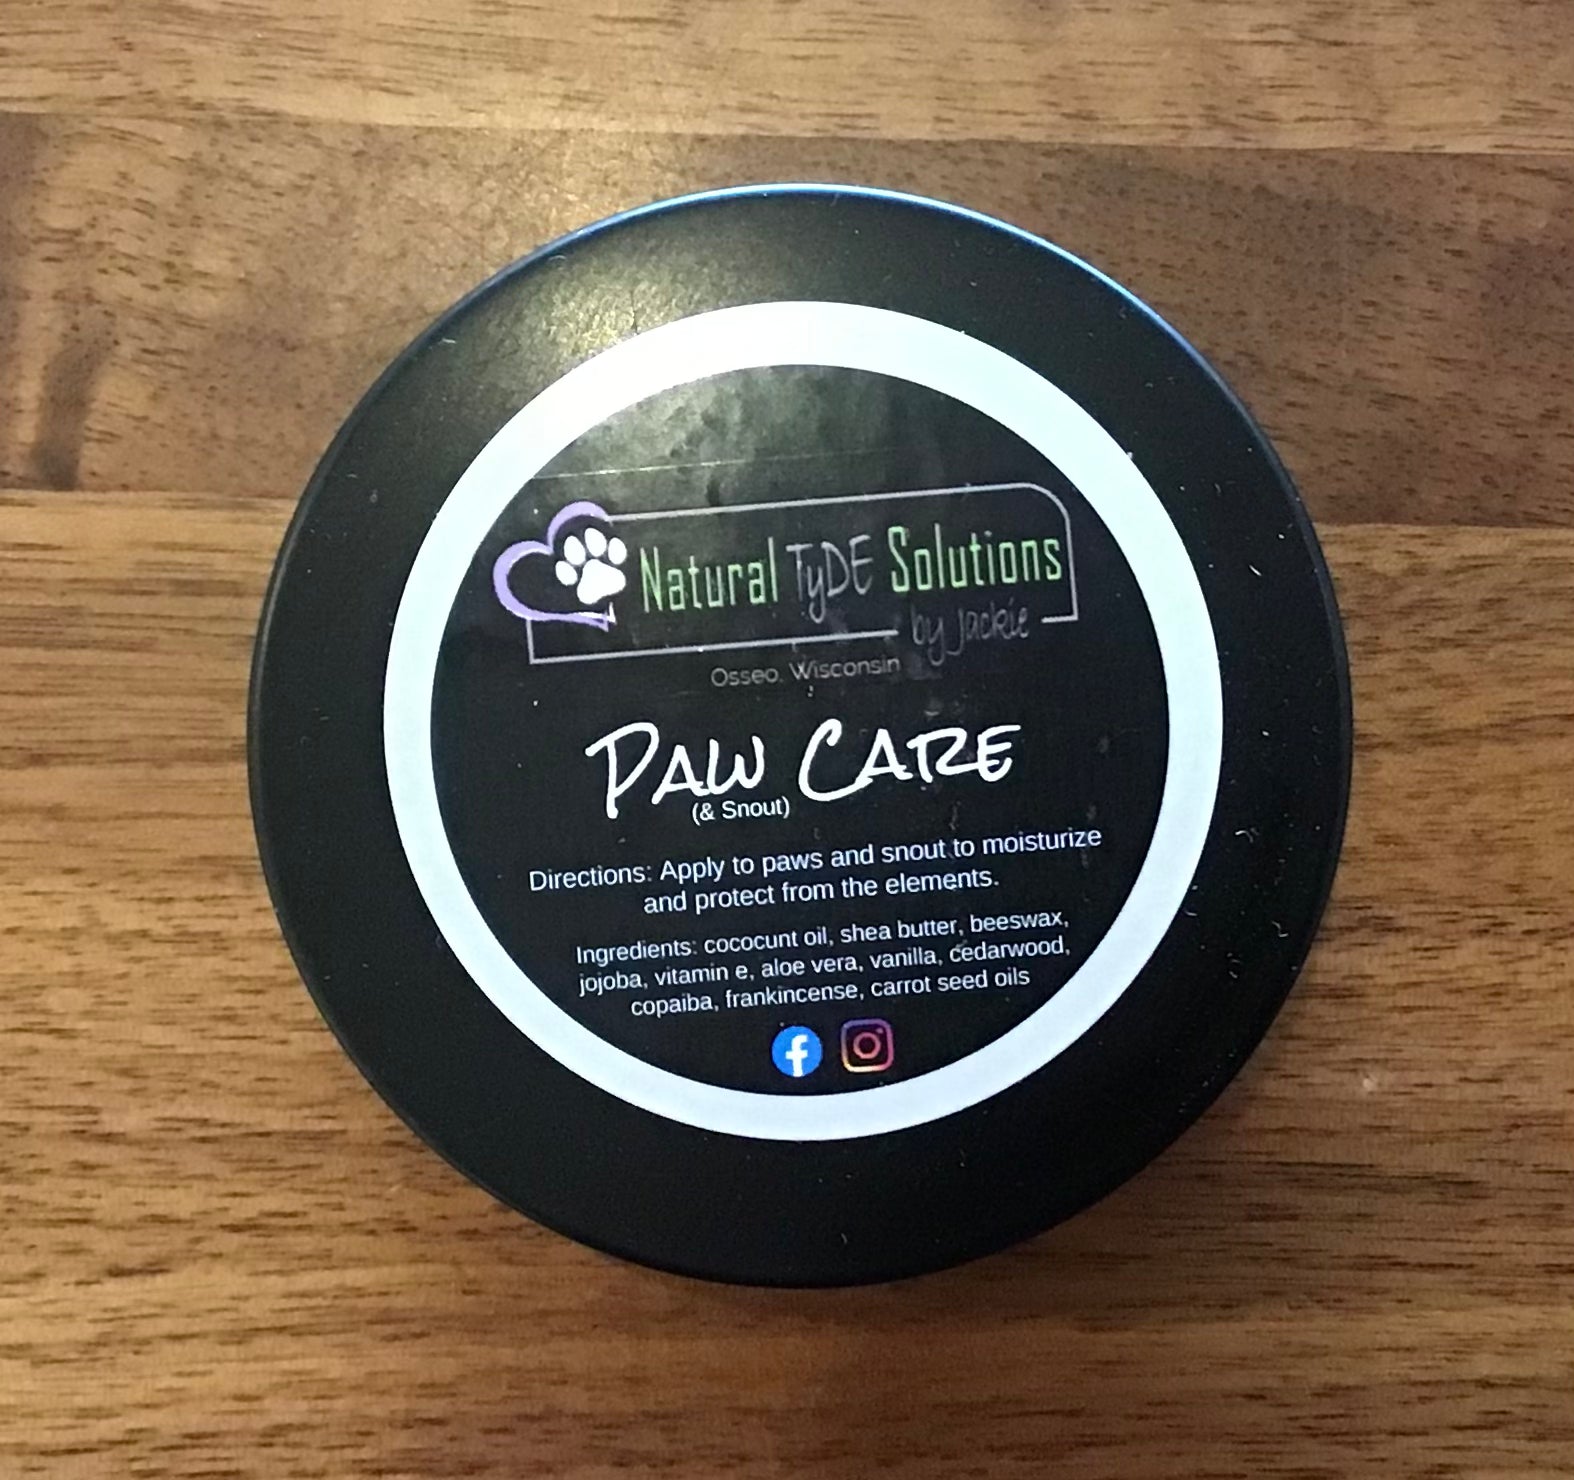 Natural TyDE Solutions
by Jackie
Osseo, Wisconsin
Paw Care
(& Snout)
Directions: Apply to paws and snout to moisturize
and protect from the elements.
Ingredients: cococunt oil, shea butter, beeswax,
jojoba, vitamin e, aloe vera, vanilla, cedarwood,
copaiba, frankincense, carrot seed oils